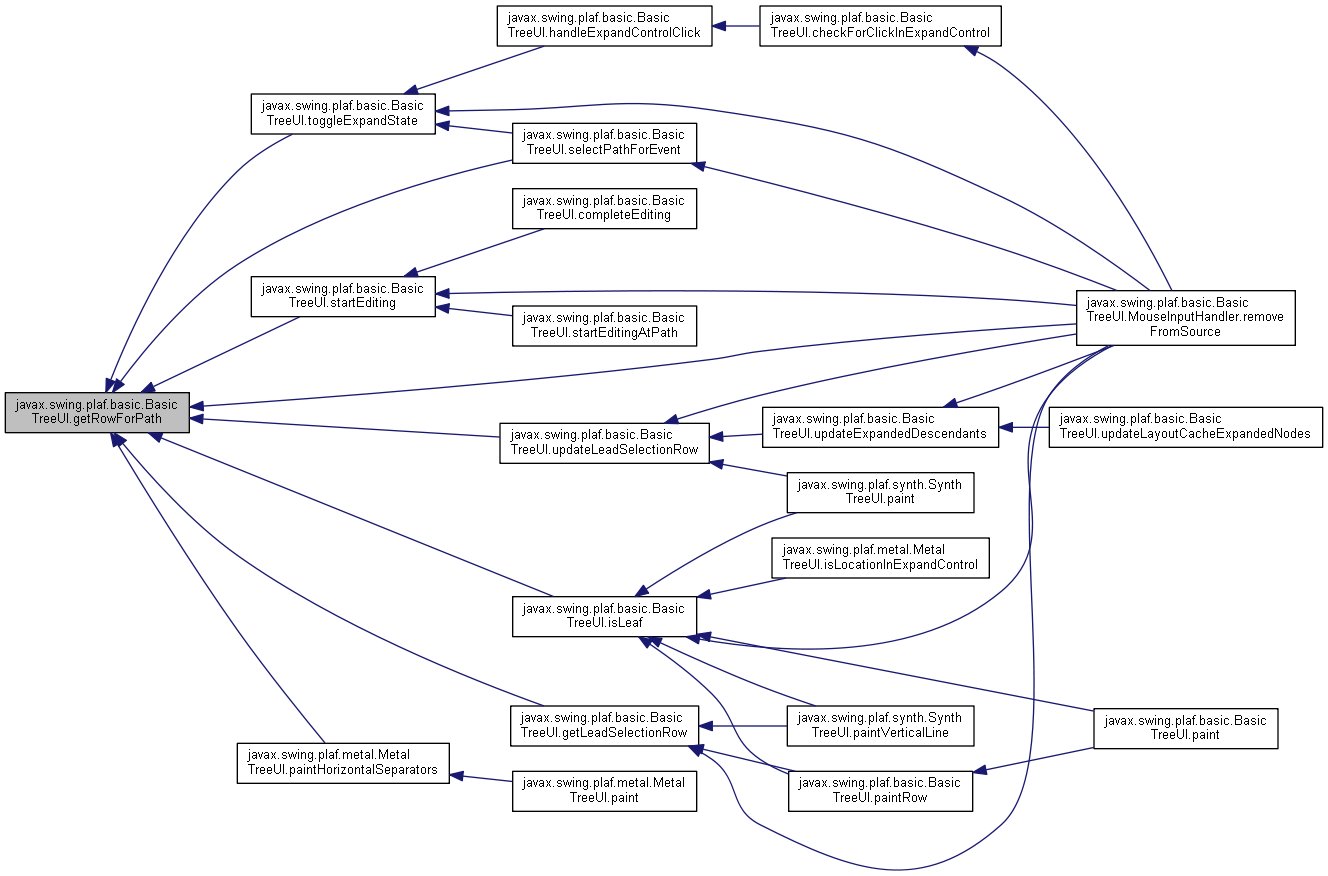 javax.swing.plaf.basic.Basic
TreeUI.handleExpandControlClick
javax.swing.plaf.basic.Basic
TreeUI.checkForClickInExpandControl
javax.swing.plaf.basic.Basic
TreeUI.toggleExpandState
javax.swing.plaf.basic.Basic
TreeUI.selectPathForEvent
javax.swing.plaf.basic.Basic
TreeUI.completeEditing
javax.swing.plaf.basic.Basic
TreeUI.startEditing
javax.swing.plaf.basic.Basic
TreeUI.startEditingAtPath
javax.swing.plaf.basic.Basic
TreeUI.MouseInputHandler.remove
FromSource
javax.swing.plaf.basic.Basic
TreeUI.getRowForPath
javax.swing.plaf.basic.Basic
TreeUI.updateLeadSelectionRow
javax.swing.plaf.basic.Basic
TreeUI.updateExpandedDescendants
javax.swing.plaf.basic.Basic
TreeUI.updateLayoutCacheExpandedNodes
javax.swing.plaf.synth.Synth
TreeUI.paint
javax.swing.plaf.metal.Metal
TreeUI.isLocationInExpandControl
javax.swing.plaf.basic.Basic
TreeUI.isLeaf
javax.swing.plaf.basic.Basic
TreeUI.getLeadSelectionRow
javax.swing.plaf.synth.Synth
TreeUI.paintVerticalLine
javax.swing.plaf.basic.Basic
TreeUI.paint
javax.swing.plaf.metal.Metal
TreeUI.paintHorizontalSeparators
javax.swing.plaf.metal.Metal
TreeUI.paint
javax.swing.plaf.basic.Basic
TreeUI.paintRow